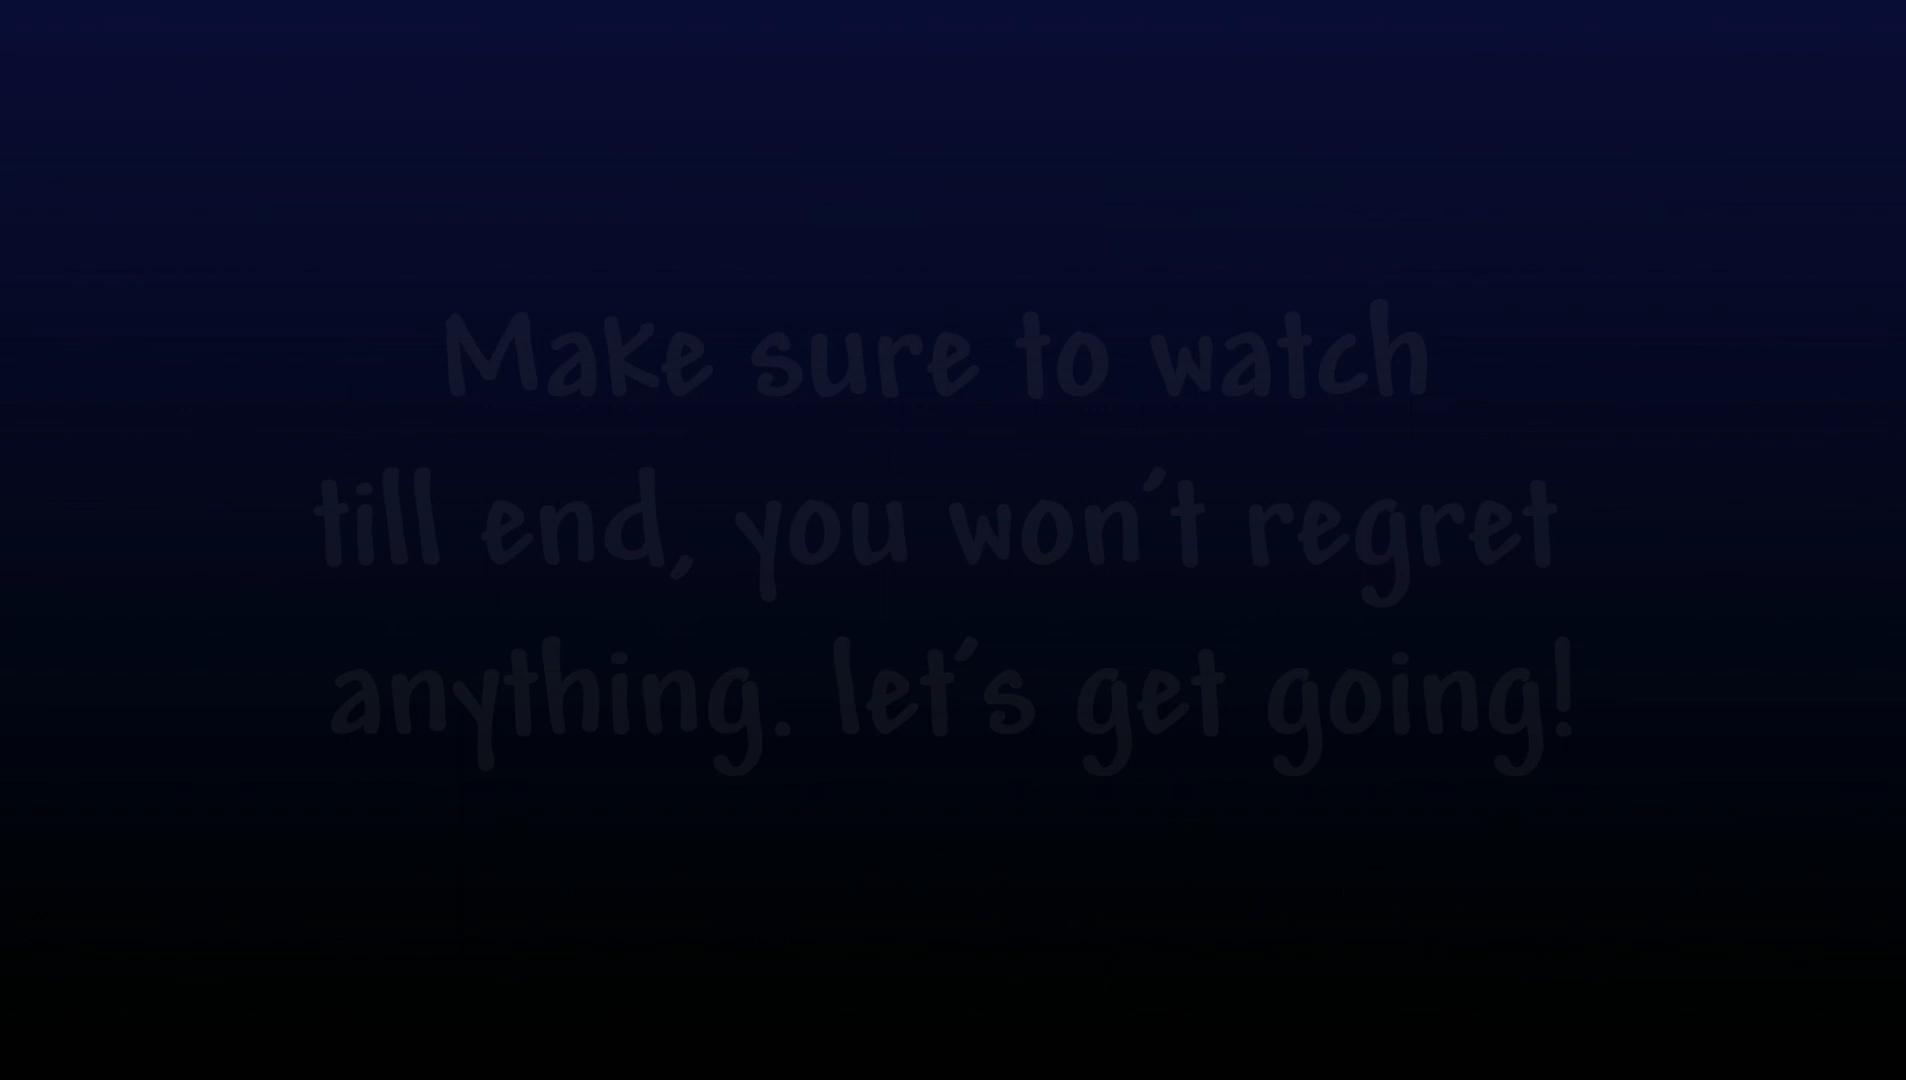 Make sure to watch
till end, you won't regret
anything. let's get going!